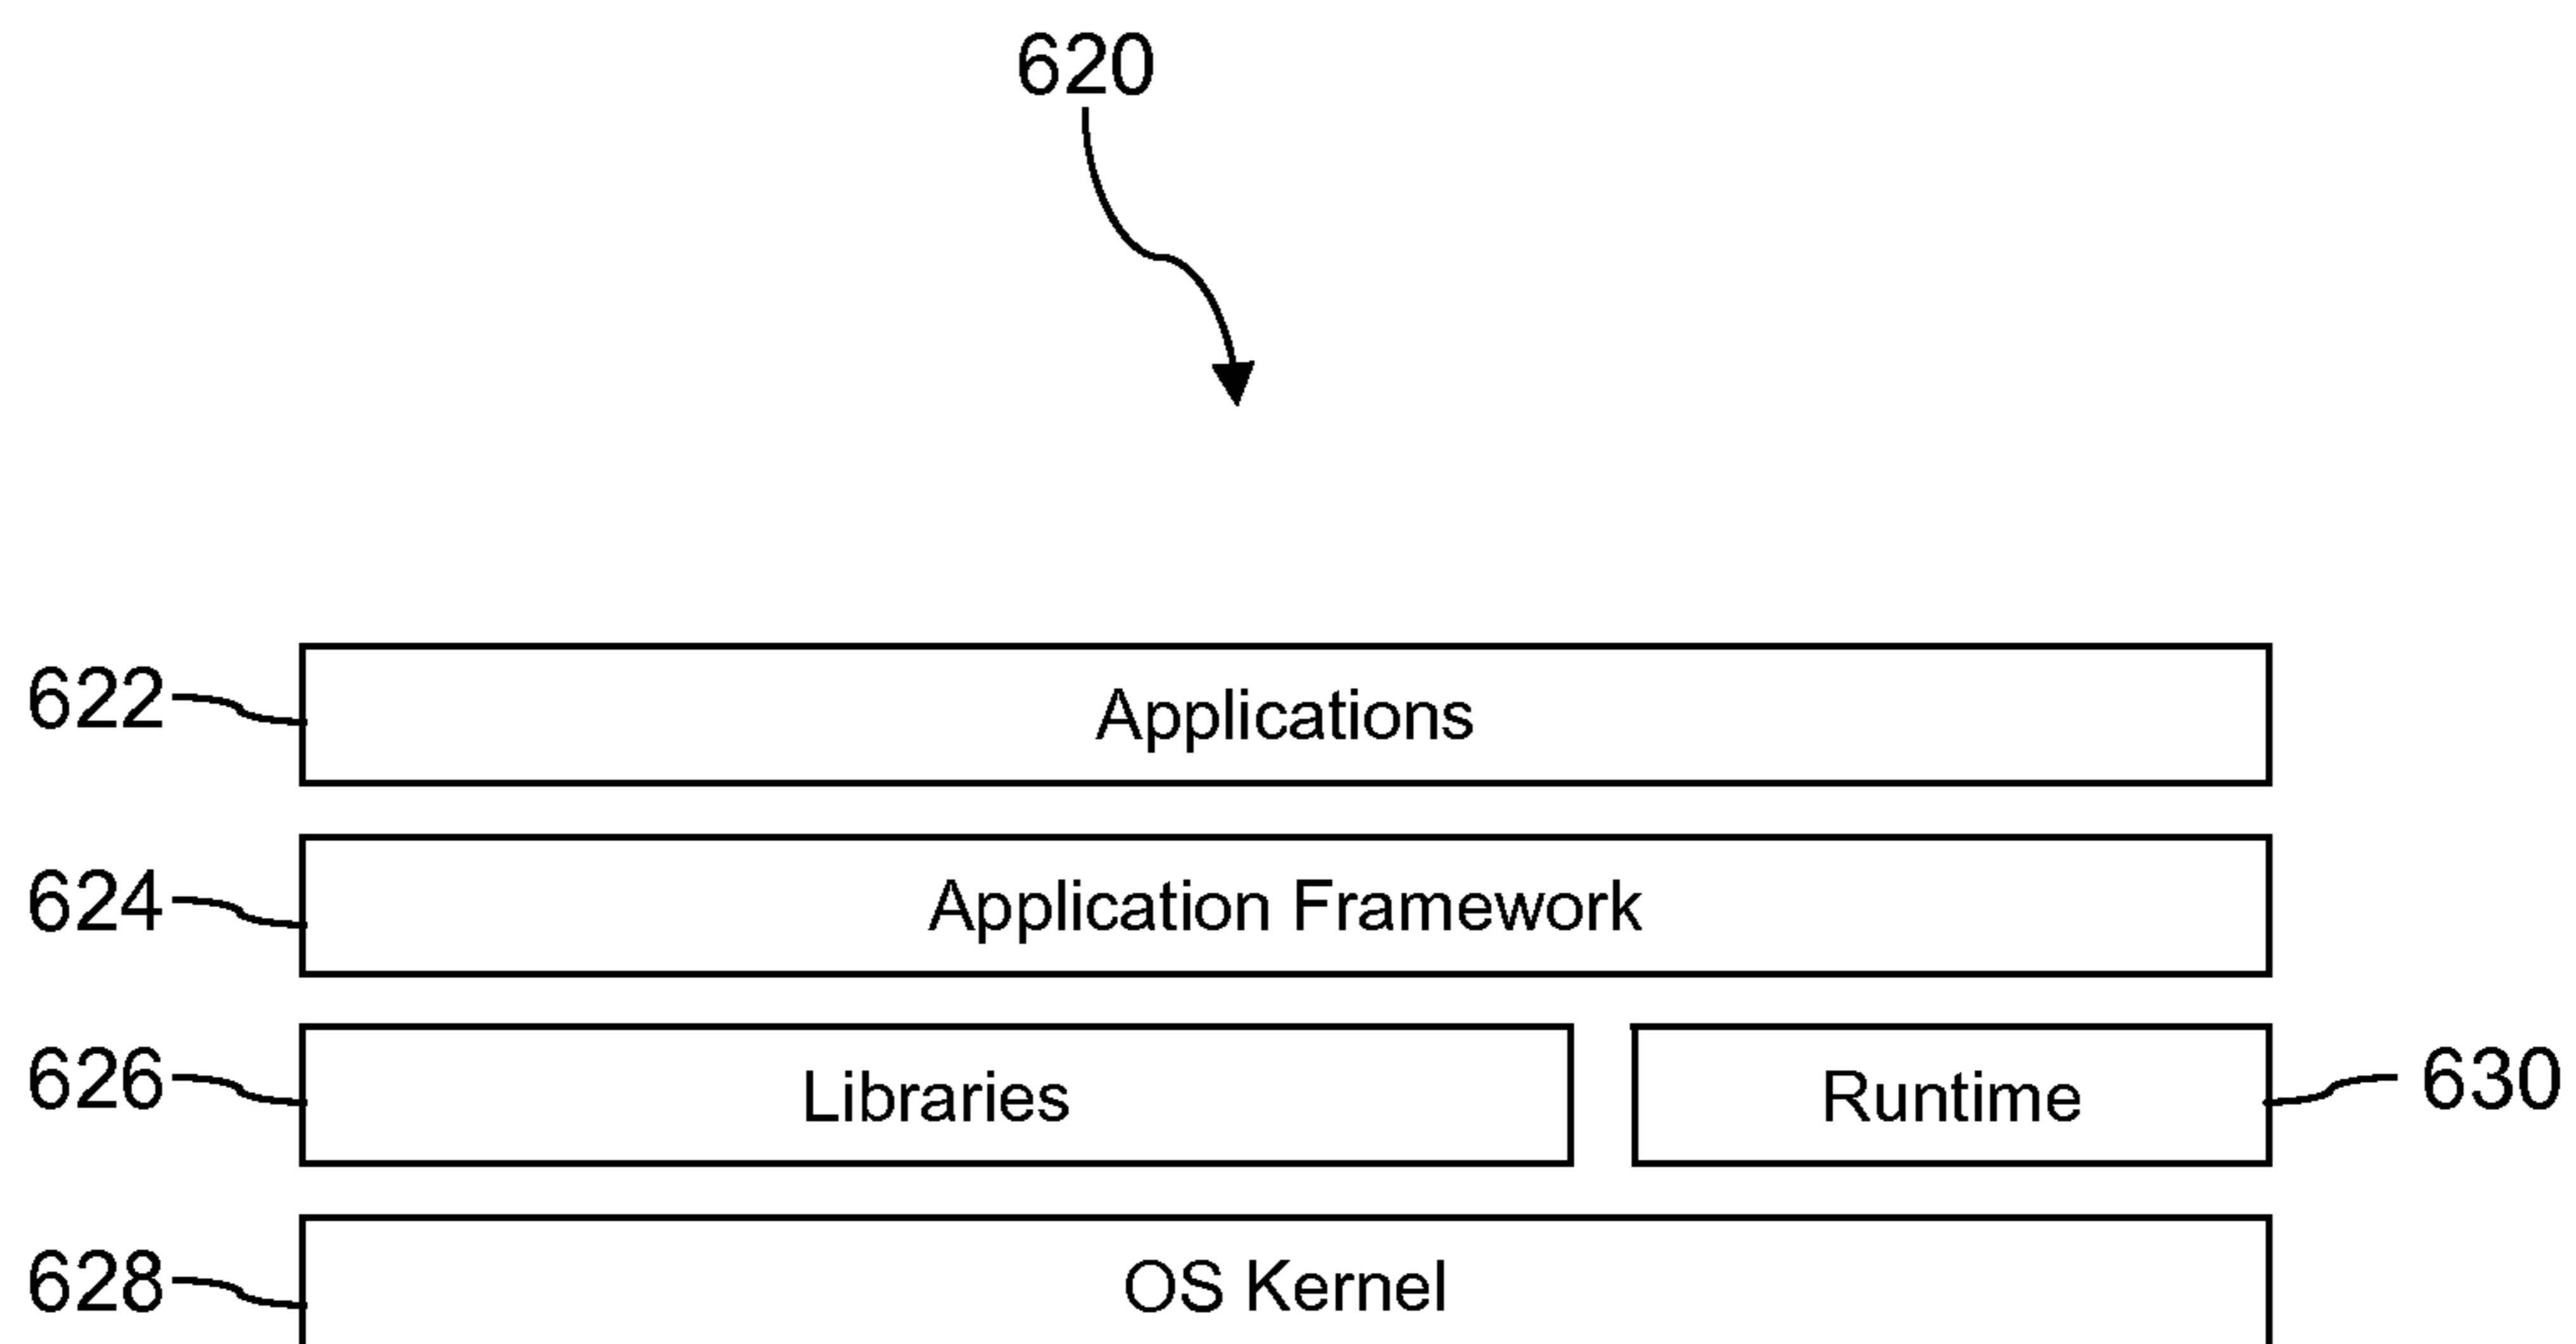 620
622 Applications
624 Application Framework
626 Libraries Runtime 630
628 OS Kernel